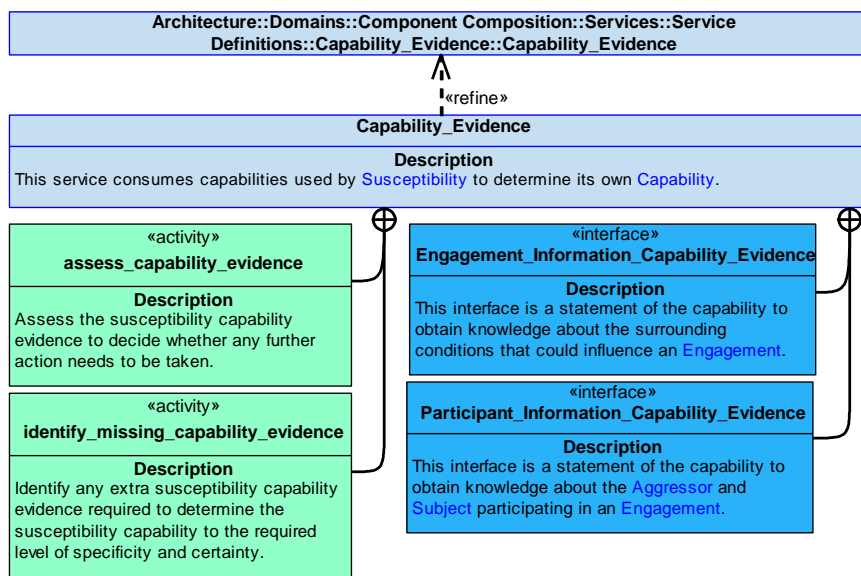 Architecture::Domains::Component Composition::Services::Service
Definitions::Capability_Evidence::Capability_Evidence
«refine»
Capability_Evidence
Description
This service consumes capabilities used by Susceptibility to determine its own Capability.
«activity»
assess_capability_evidence
Description
Assess the susceptibility capability
evidence to decide whether any further
action needs to be taken.
«activity»
identify_missing_capability_evidence
Description
Identify any extra susceptibility capability
evidence required to determine the
susceptibility capability to the required
level of specificity and certainty.
«interface»
Engagement_Information_Capability_Evidence
Description
This interface is a statement of the capability to
obtain knowledge about the surrounding
conditions that could influence an Engagement.
«interface»
Participant_Information_Capability_Evidence
Description
This interface is a statement of the capability to
obtain knowledge about the Aggressor and
Subject participating in an Engagement.